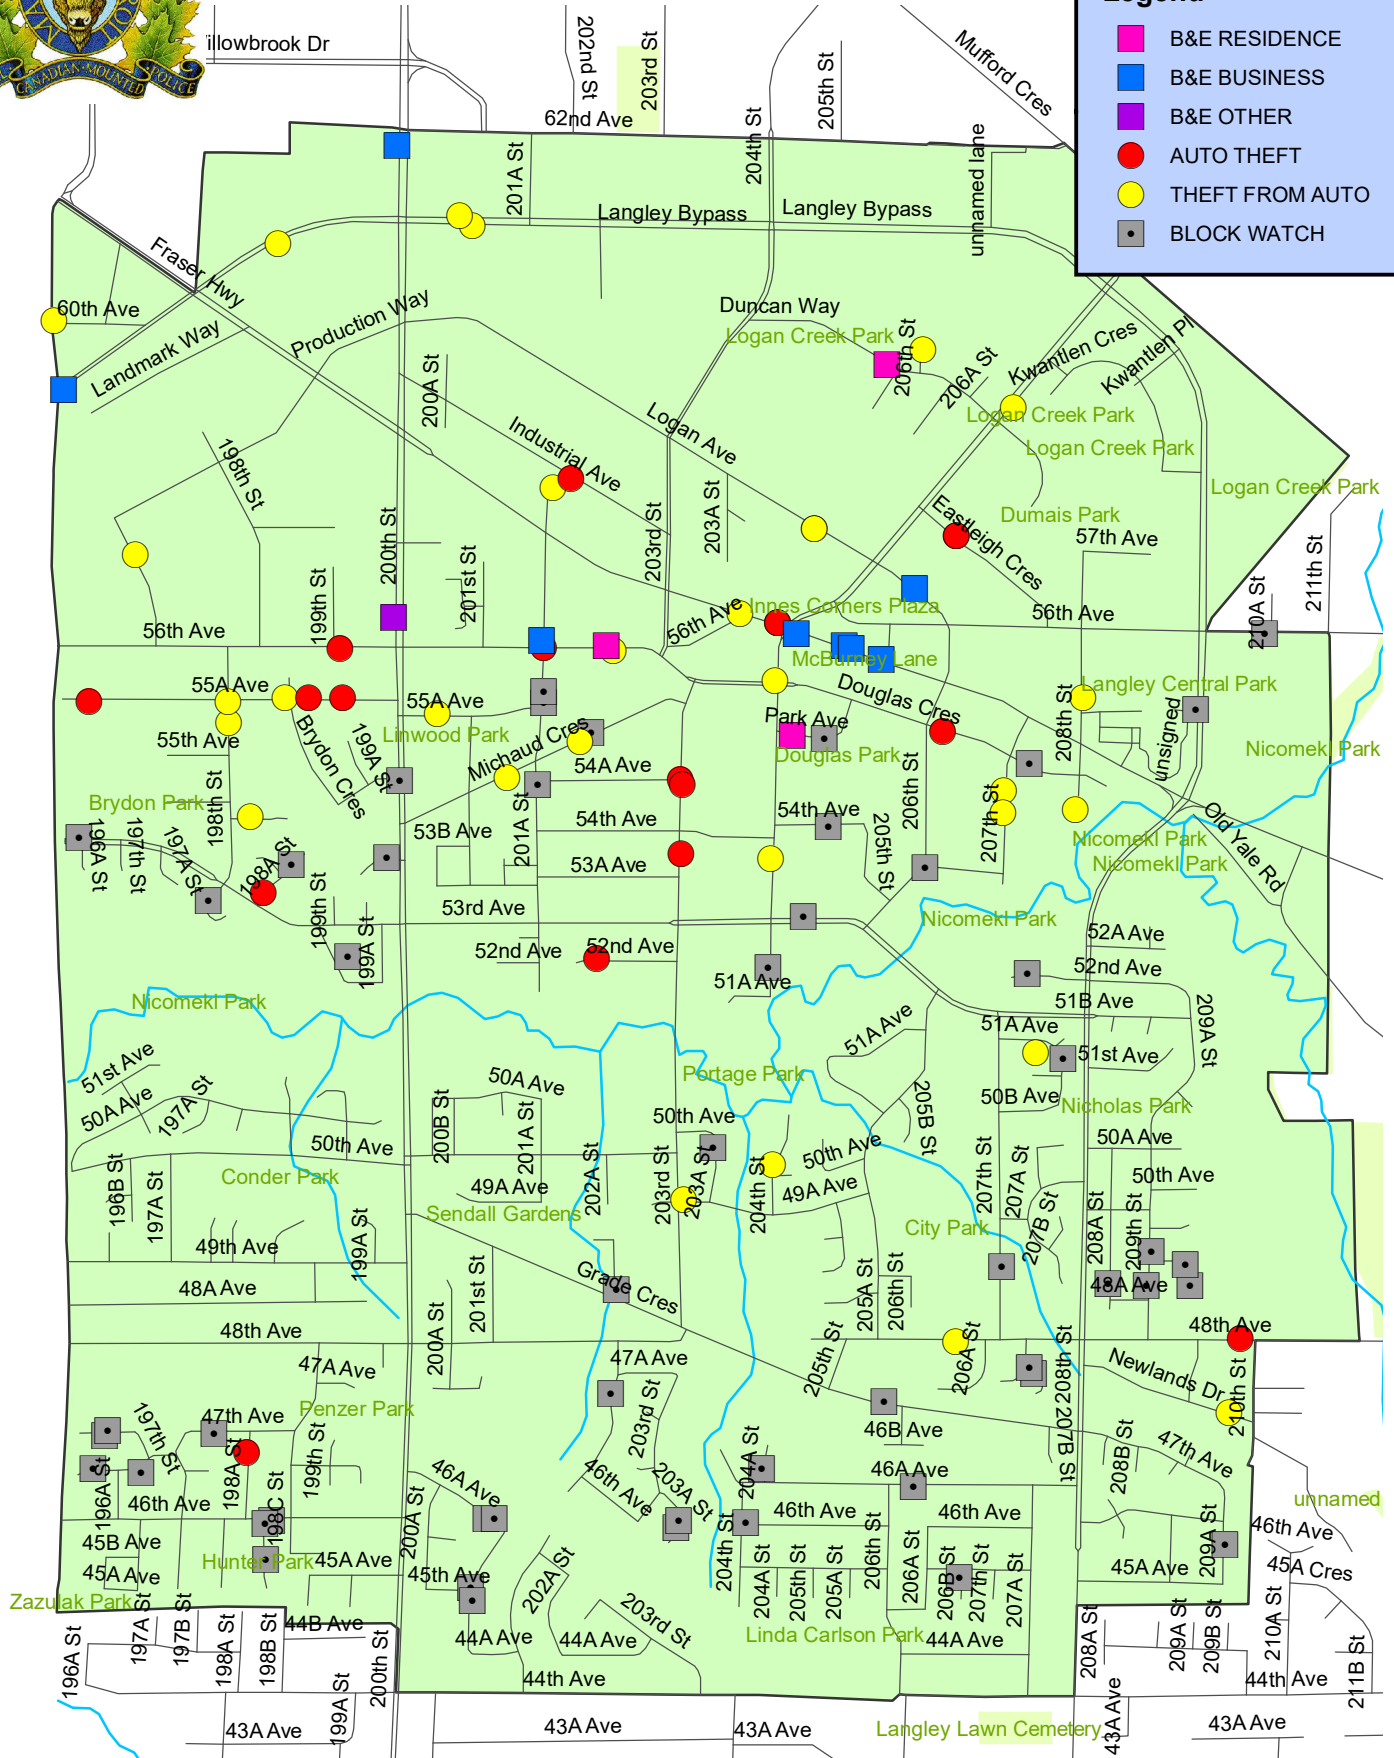 Legend
B&E RESIDENCE
B&E BUSINESS
B&E OTHER
AUTO THEFT
THEFT FROM AUTO
BLOCK WATCH
CANADIAN MOUNTED
POLICE
illowbrook Dr
202nd St
203rd St
205th St
Mufford Cres
62nd Ave
204th St
201A St
unnamed lane
Langley Bypass
Langley Bypass
Fraser Hwy
60th Ave
Landmark Way
Production Way
Duncan Way
Logan Creek Park
206th St
206A St
Kwantlen Cres
Kwantlen Pl
200A St
Logan Creek Park
Logan Creek Park
Logan Creek Park
Industrial Ave
Logan Ave
198th St
203rd St
203A St
Dumais Park
Eastleigh Cres
57th Ave
200th St
201st St
199th St
211th St
210A St
56th Ave
56th Ave
Innes Corners Plaza
56th Ave
McBurney Lane
55A Ave
55A Ave
Douglas Cres
Langley Central Park
55th Ave
Brydon Cres
199A St
Linwood Park
Michaud Cres
Park Ave
Douglas Park
208th St
unsigned
Nicomekl Park
54A Ave
Brydon Park
198th St
206th St
207th St
54th Ave
54th Ave
53B Ave
201A St
205th St
Nicomekl Park
Nicomekl Park
Old Yale Rd
196A St
197th St
197A St
198A St
53A Ave
53rd Ave
199th St
199A St
52nd Ave
52nd Ave
Nicomekl Park
52A Ave
52nd Ave
51A Ave
51B Ave
Nicomekl Park
51A Ave
51A Ave
209A St
51st Ave
51st Ave
50A Ave
197A St
50A Ave
Portage Park
50B Ave
Nicholas Park
200B St
201A St
50th Ave
205B St
50A Ave
50th Ave
50th Ave
50th Ave
196B St
197A St
Conder Park
49A Ave
202A St
203rd St
203A St
204th St
49A Ave
207th St
207A St
207B St
208A St
209th St
Sendall Gardens
City Park
49th Ave
199A St
48A Ave
48A Ave
Grade Cres
201st St
200A St
205A St
206th St
48th Ave
48th Ave
47A Ave
47A Ave
205th St
206A St
208th St
Newlands Dr
210th St
Penzer Park
47th Ave
197th St
203rd St
46B Ave
207B St
47th Ave
208B St
198A St
199th St
46A Ave
46th Ave
203A St
204A St
46A Ave
196A St
46th Ave
198C St
200A St
204th St
46th Ave
46th Ave
unnamed
46th Ave
45B Ave
45A Ave
Hunter Park
45A Ave
45th Ave
202A St
204A St
205th St
205A St
206th St
206A St
206B St
207th St
207A St
45A Ave
209A St
45A Cres
Zazulak Park
196A St
197A St
197B St
198A St
198B St
44B Ave
200th St
44A Ave
44A Ave
203rd St
Linda Carlson Park
44A Ave
208A St
209A St
209B St
210A St
211B St
44th Ave
44th Ave
199A St
43A Ave
43A Ave
43A Ave
Langley Lawn Cemetery
43A Ave
43A Ave